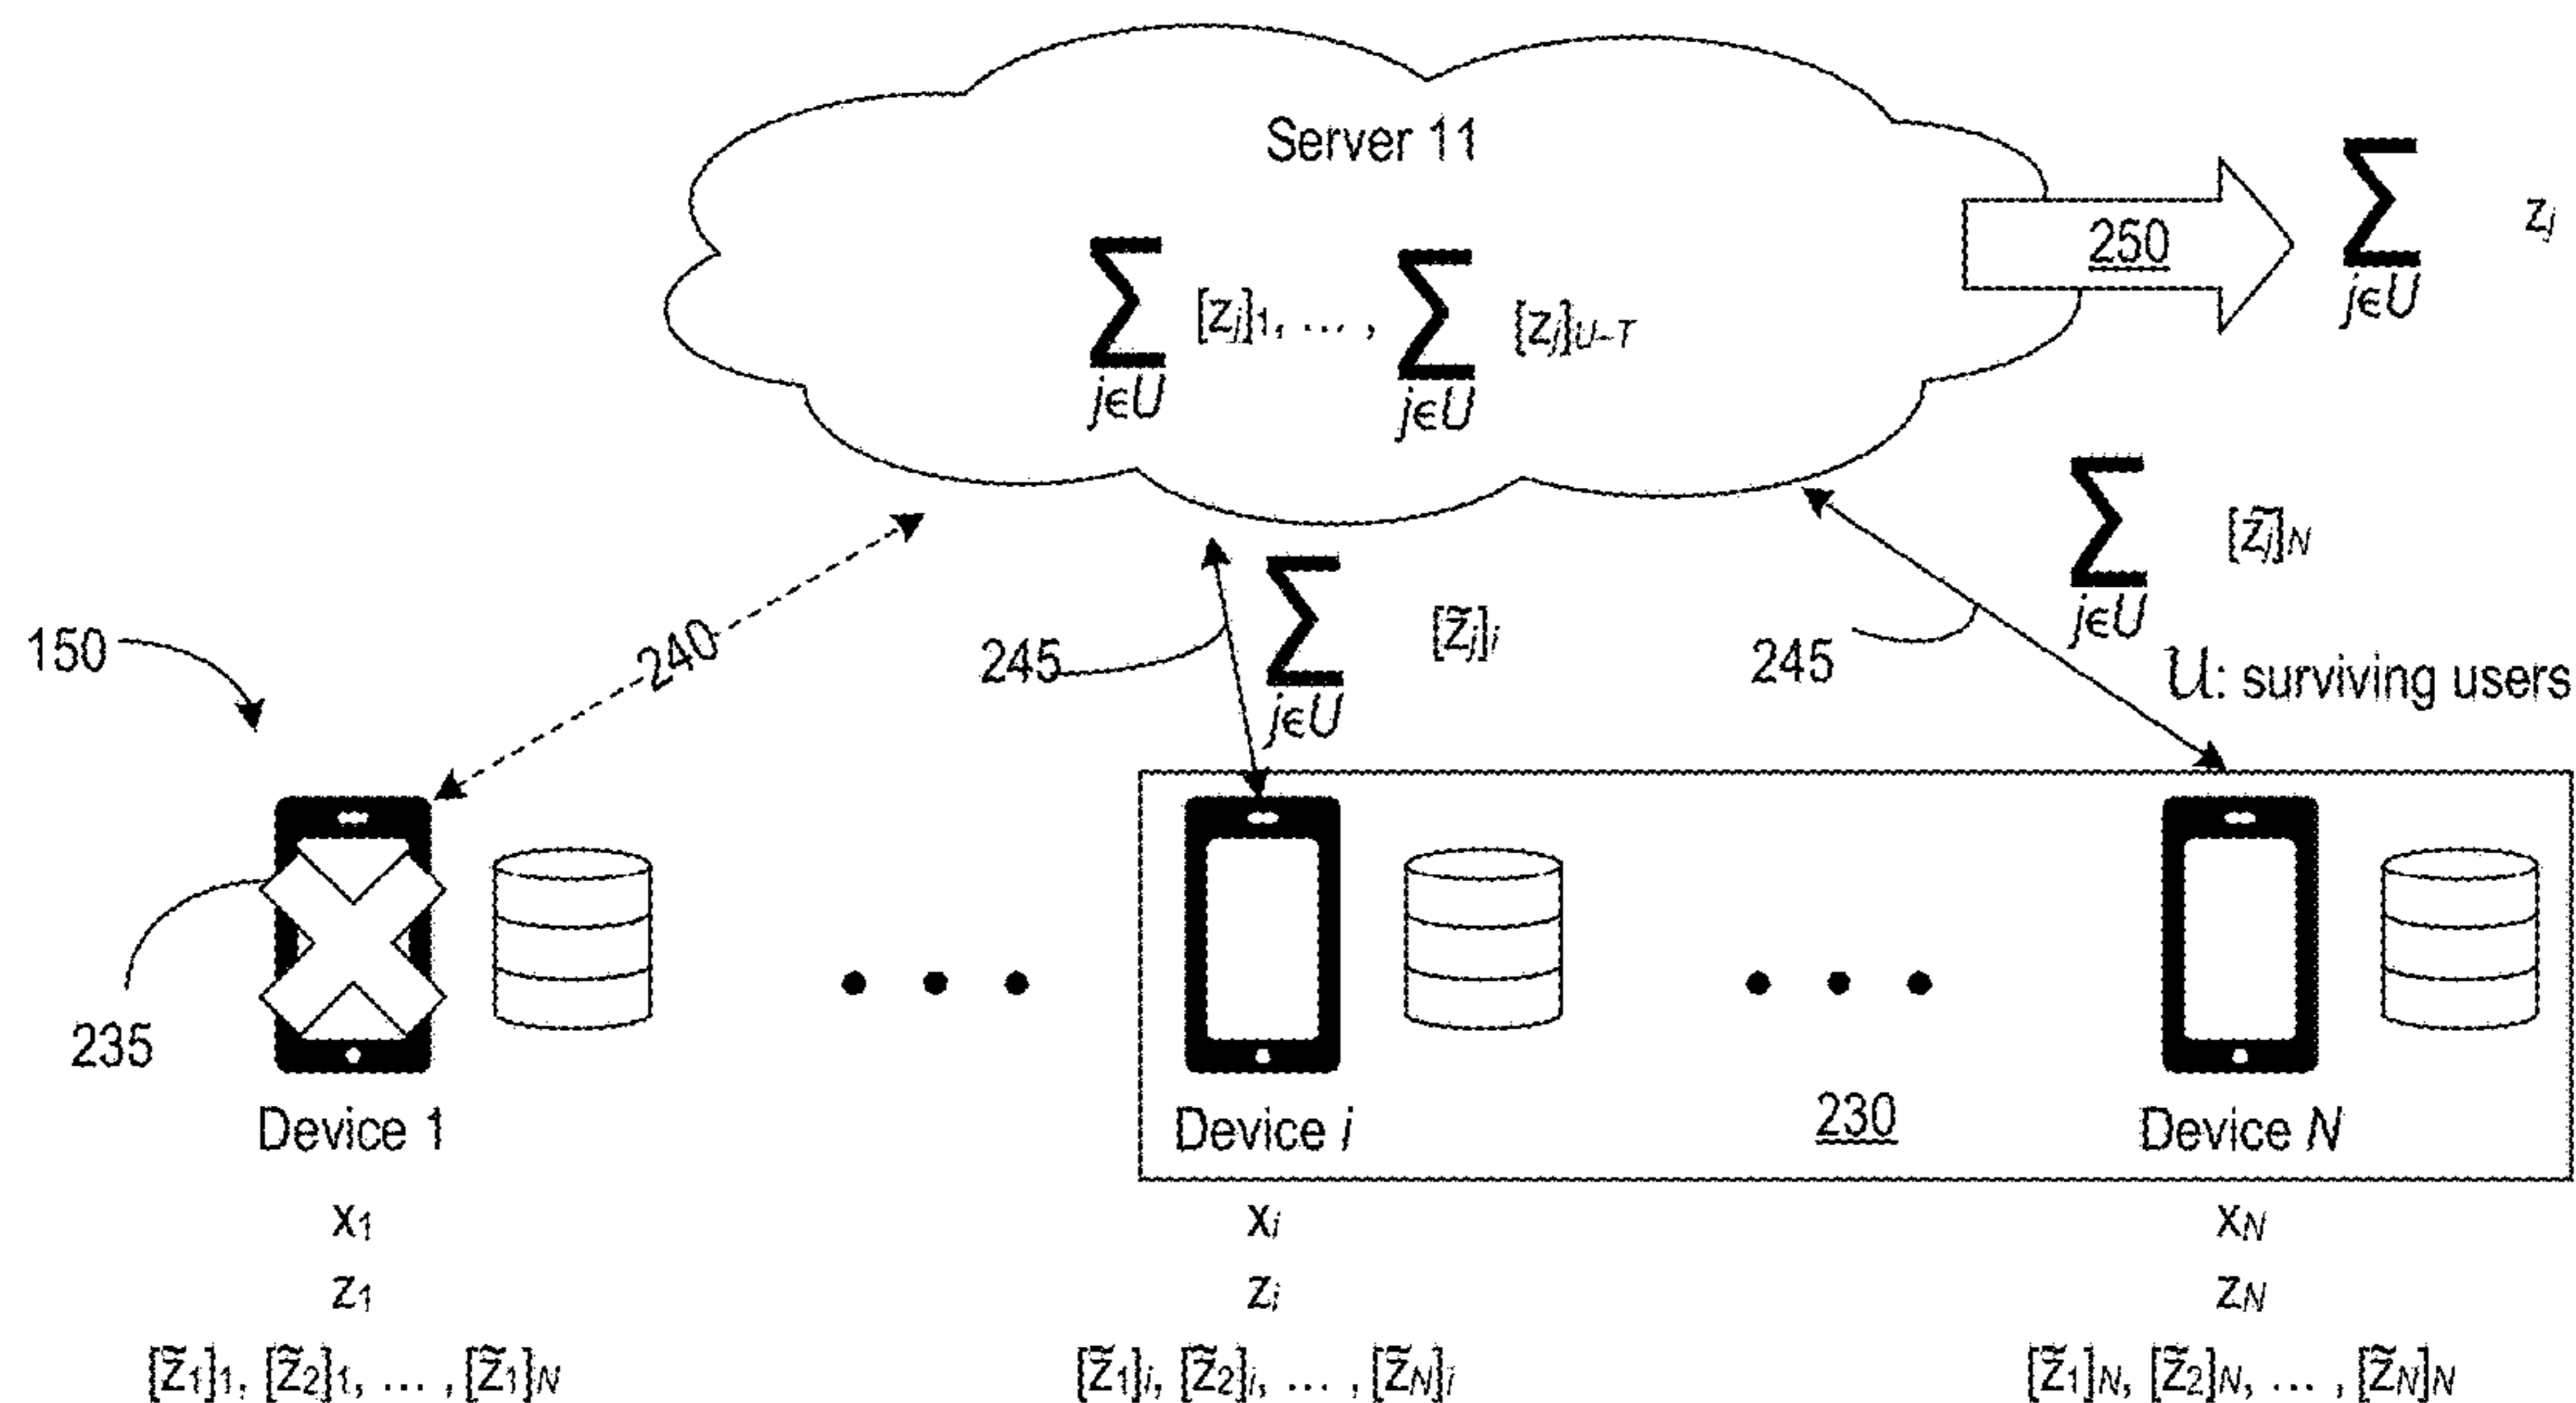 Server 11
∑ j∈U [z_j]_1, … , ∑ j∈U [z_j]_{U−T}
250
∑ j∈U z_j
∑ j∈U [z̃_j]_N
150
240
245
∑ j∈U [z̃_j]_i
245
𝒰: surviving users
235
Device 1
Device i
230
Device N
x_1
x_i
x_N
z_1
z_i
z_N
[z̃_1]_1, [z̃_2]_1, … , [z̃_1]_N
[z̃_1]_i, [z̃_2]_i, … , [z̃_N]_i
[z̃_1]_N, [z̃_2]_N, … , [z̃_N]_N